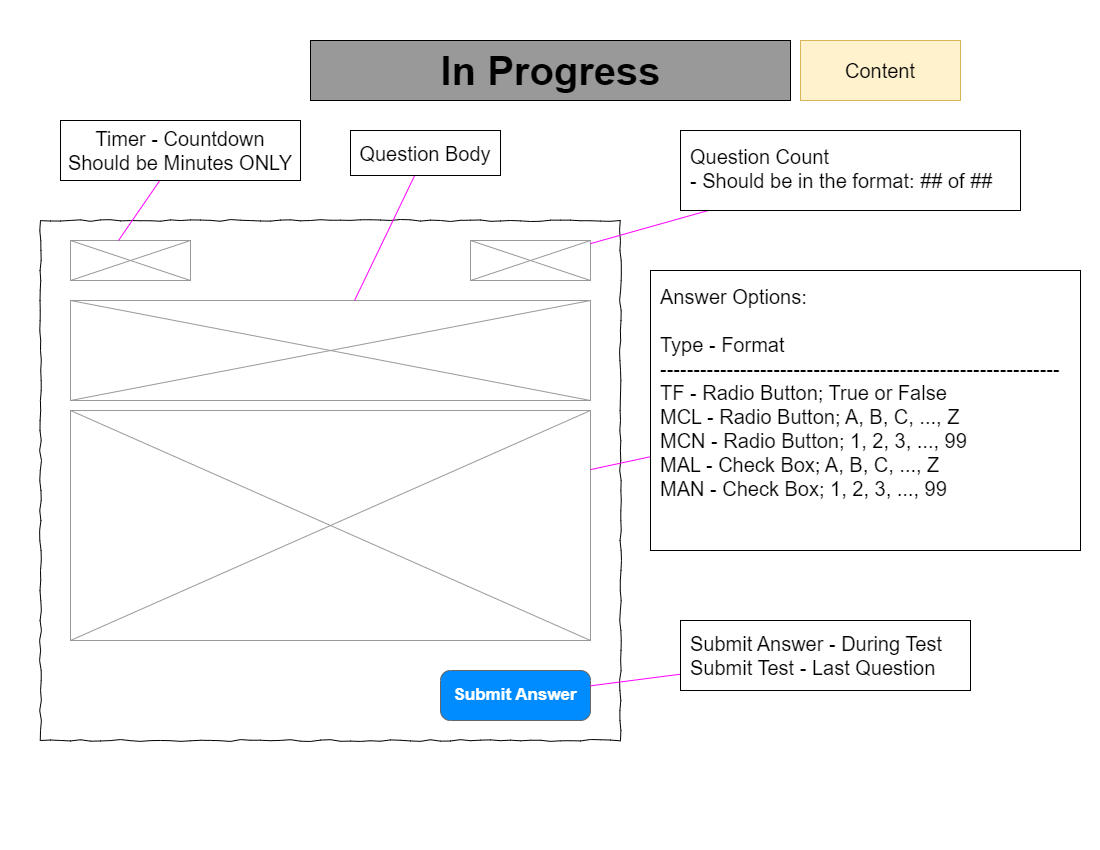 In Progress
Content
Timer - Countdown
Should be Minutes ONLY
Question Body
Question Count
- Should be in the format: ## of ##
Answer Options:
Type - Format
------------------------------------------------------------
TF - Radio Button; True or False
MCL - Radio Button; A, B, C, ..., Z
MCN - Radio Button; 1, 2, 3, ..., 99
MAL - Check Box; A, B, C, ..., Z
MAN - Check Box; 1, 2, 3, ..., 99
Submit Answer - During Test
Submit Test - Last Question
Submit Answer